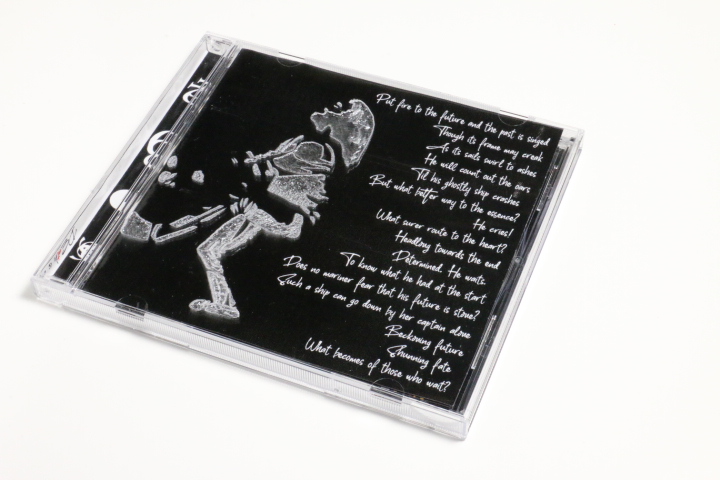 Put fire to the future and the past is singed
Though its frame may creak
As its sails swirl to ashes
He will count out the oars
'Til his ghostly ship crashes
But what better way to the essence?
He cries!
What surer route to the heart?
Headlong towards the end
Determined. He waits.
To know what he had at the start
Does no mariner fear that his future is stone?
Such a ship can go down by her captain alone
Beckoning future
Shunning fate
What becomes of those who wait?